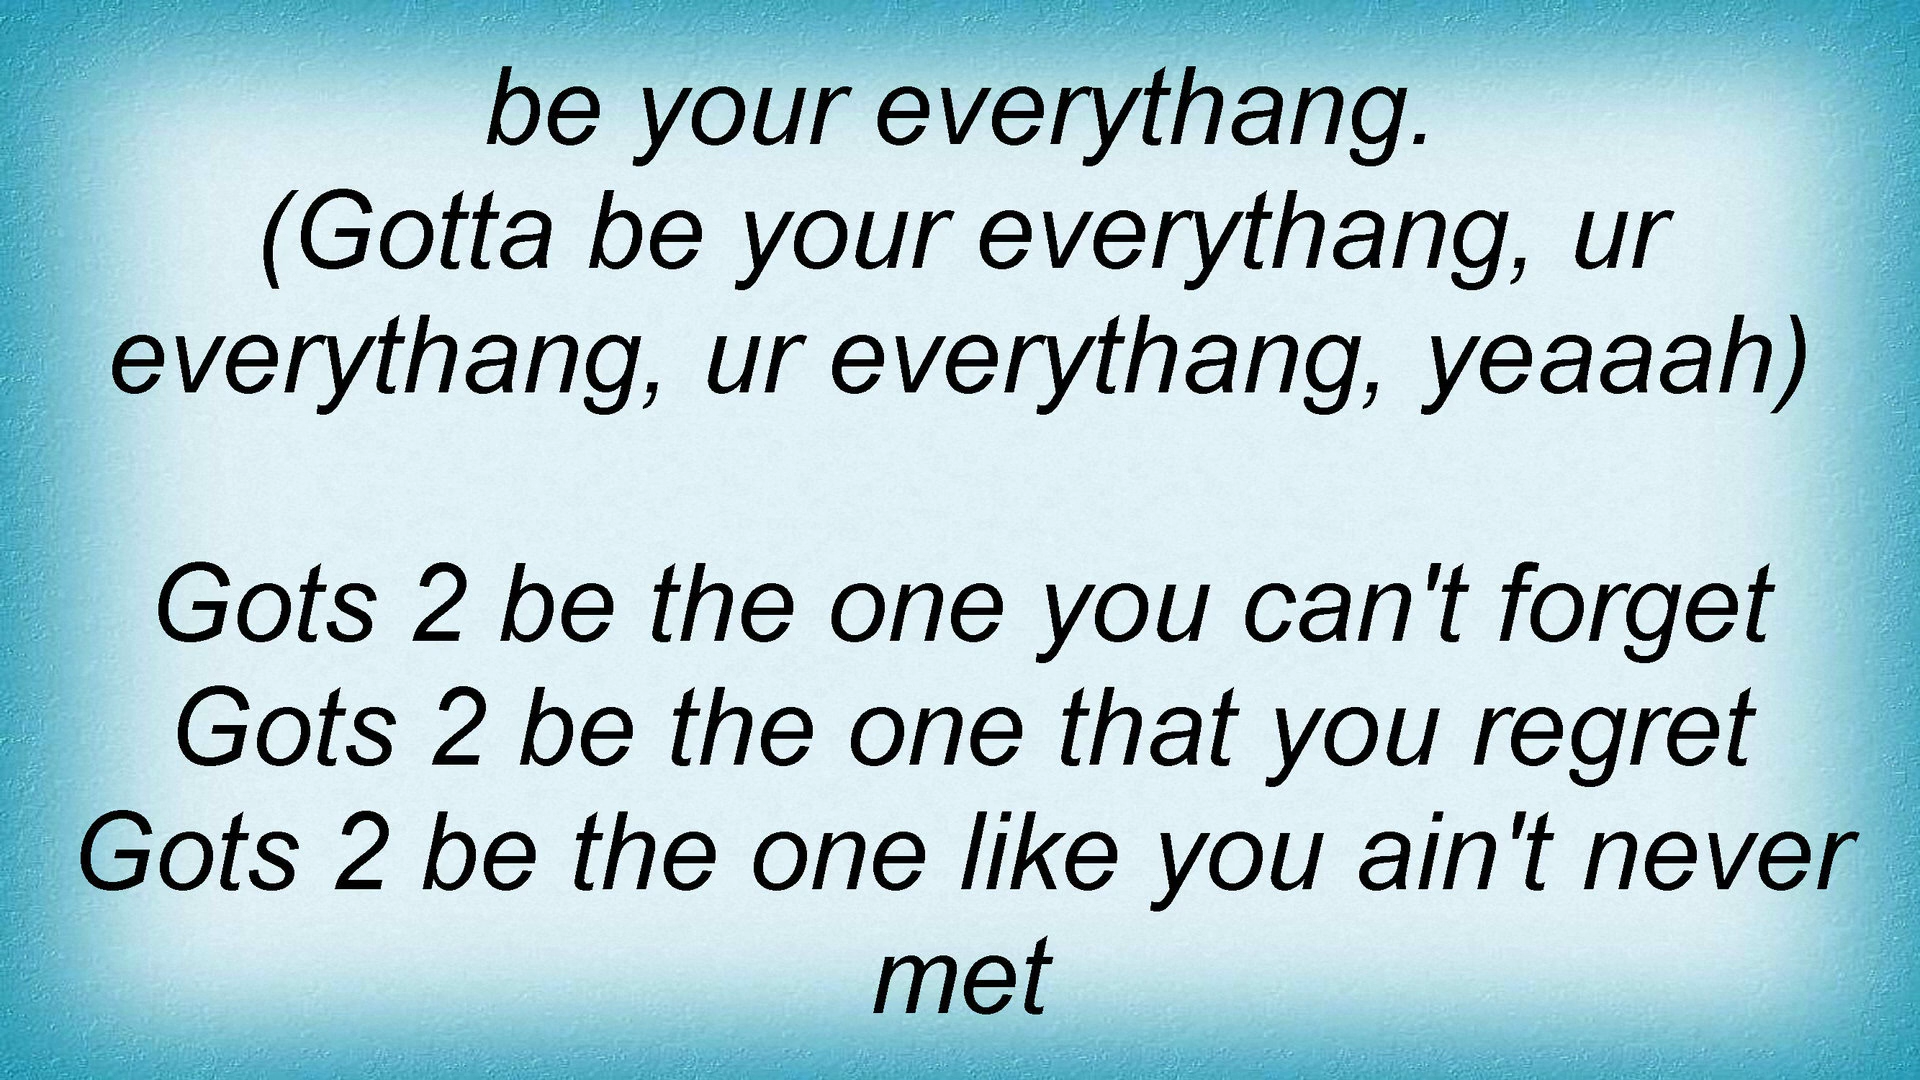 be your everythang.
(Gotta be your everythang, ur
everythang, ur everythang, yeaaah)
Gots 2 be the one you can't forget
Gots 2 be the one that you regret
Gots 2 be the one like you ain't never
met